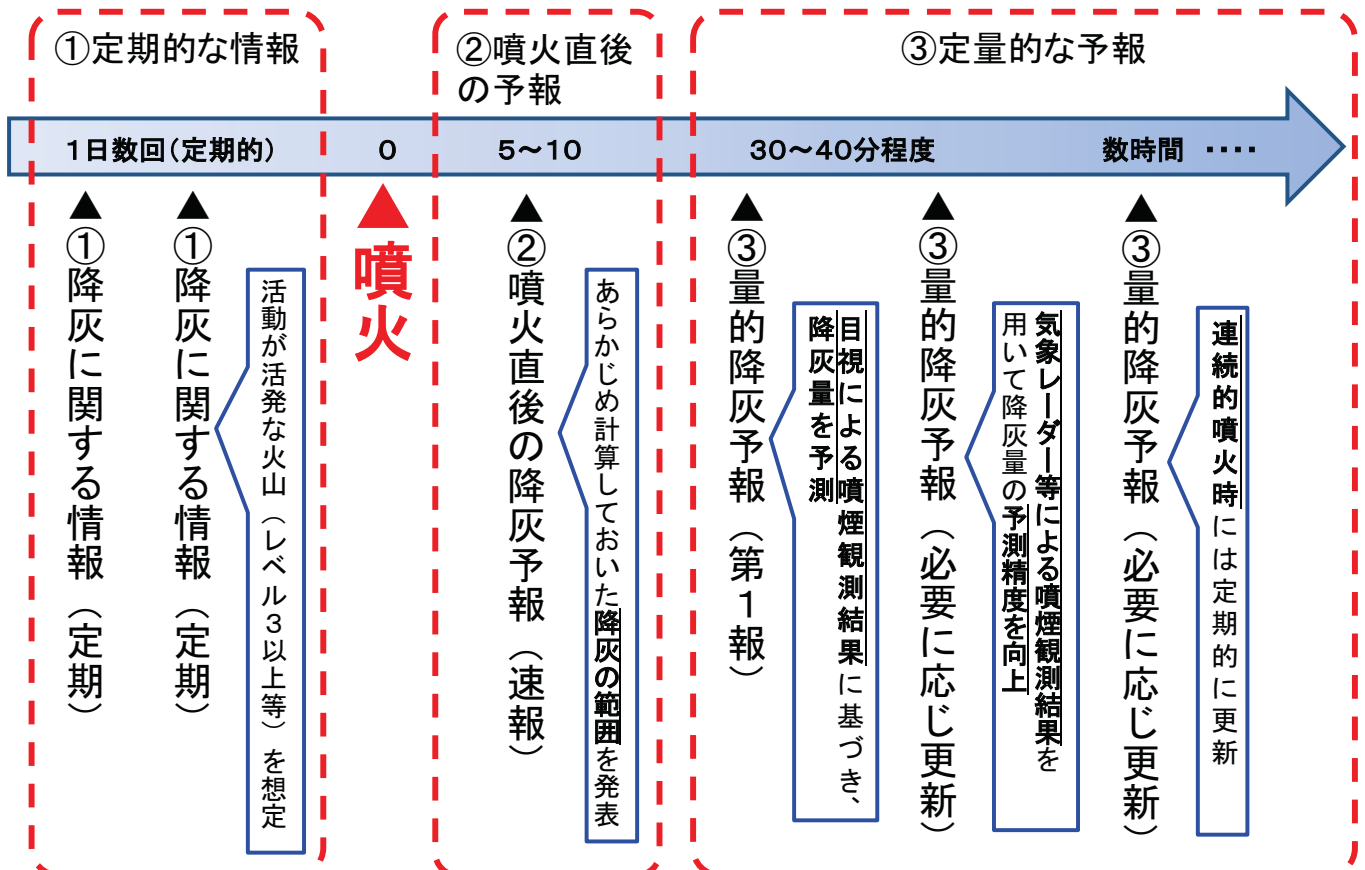 ①定期的な情報
②噴火直後
の予報
③定量的な予報
1日数回(定期的)
0
5～10
30～40分程度
数時間 ‥‥
▲①降灰に関する情報（定期）
▲①降灰に関する情報（定期）
活動が活発な火山（レベル３以上等）を想定
▲噴火
▲②噴火直後の降灰予報（速報）
あらかじめ計算しておいた降灰の範囲を発表
▲③量的降灰予報（第１報）
目視による噴煙観測結果に基づき、
降灰量を予測
▲③量的降灰予報（必要に応じ更新）
気象レーダー等による噴煙観測結果を
用いて降灰量の予測精度を向上
▲③量的降灰予報（必要に応じ更新）
連続的噴火時には定期的に更新